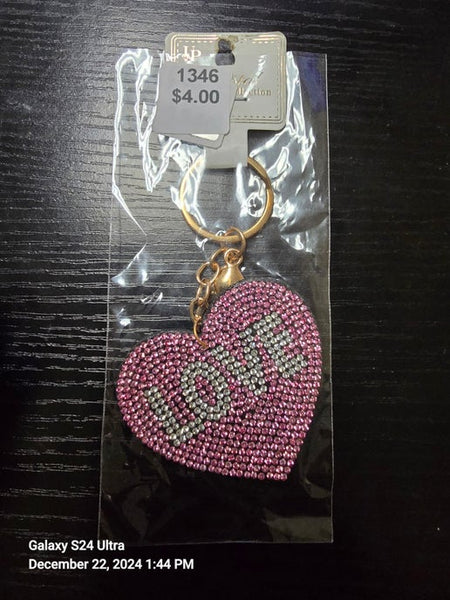 1346
$4.00
LOVE
Galaxy S24 Ultra
December 22, 2024 1:44 PM